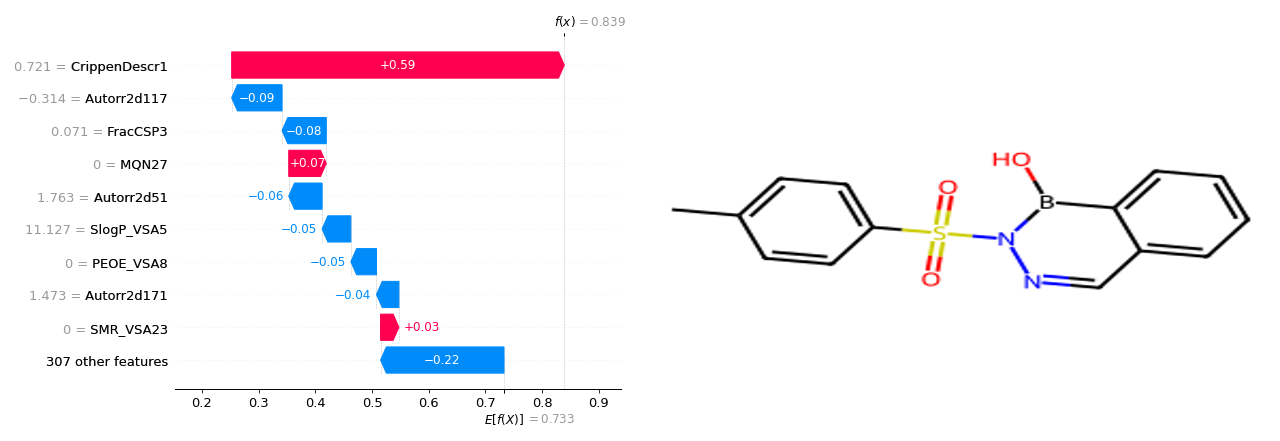 f(x) = 0.839
0.721 = CrippenDescr1
+0.59
−0.314 = Autorr2d117
−0.09
0.071 = FracCSP3
−0.08
0 = MQN27
+0.07
1.763 = Autorr2d51
−0.06
11.127 = SlogP_VSA5
−0.05
0 = PEOE_VSA8
−0.05
1.473 = Autorr2d171
−0.04
0 = SMR_VSA23
+0.03
307 other features
−0.22
0.2 0.3 0.4 0.5 0.6 0.7 0.8 0.9
E[f(X)] = 0.733
HO
B
O
S
N
O
N